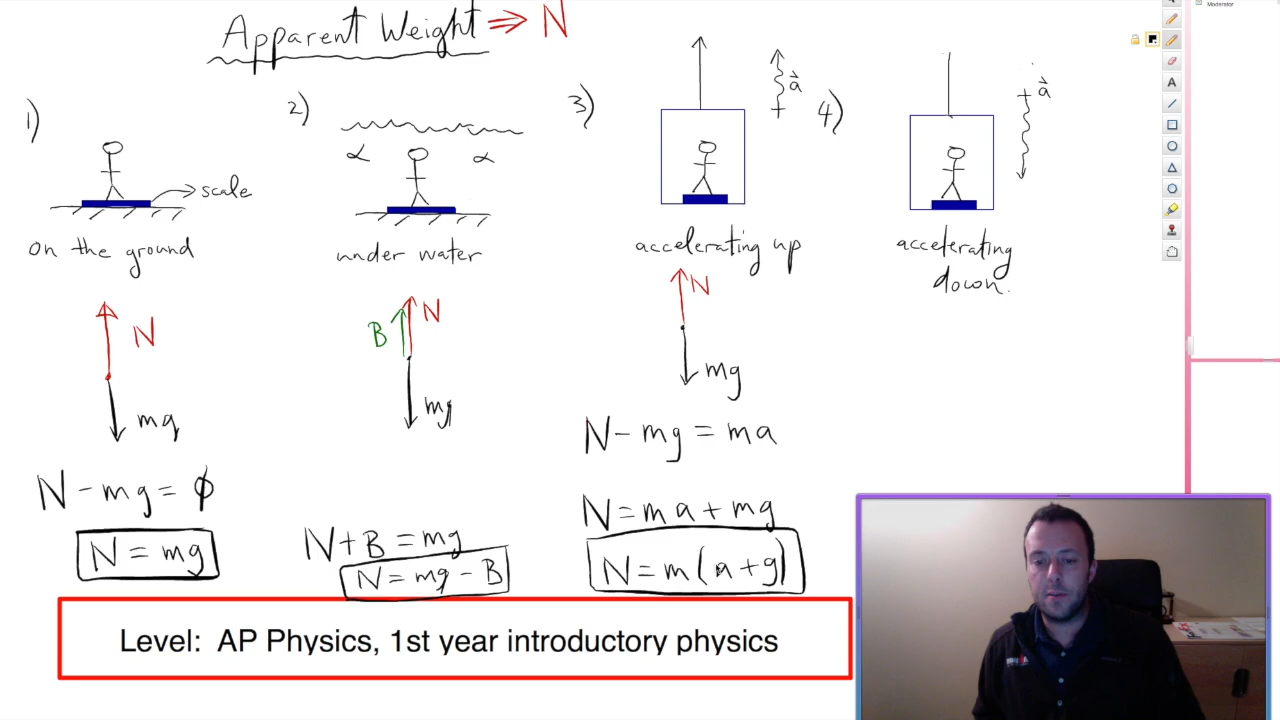 Apparent Weight ⇒ N
Moderator
1)
scale
on the ground
N
mg
N - mg = ϕ
N = mg
2)
α α
under water
B N
mg
N + B = mg
N = mg - B
3)
a
accelerating up
N
mg
N - mg = ma
N = ma + mg
N = m(a + g)
4)
+ a
accelerating
down.
A
Level: AP Physics, 1st year introductory physics